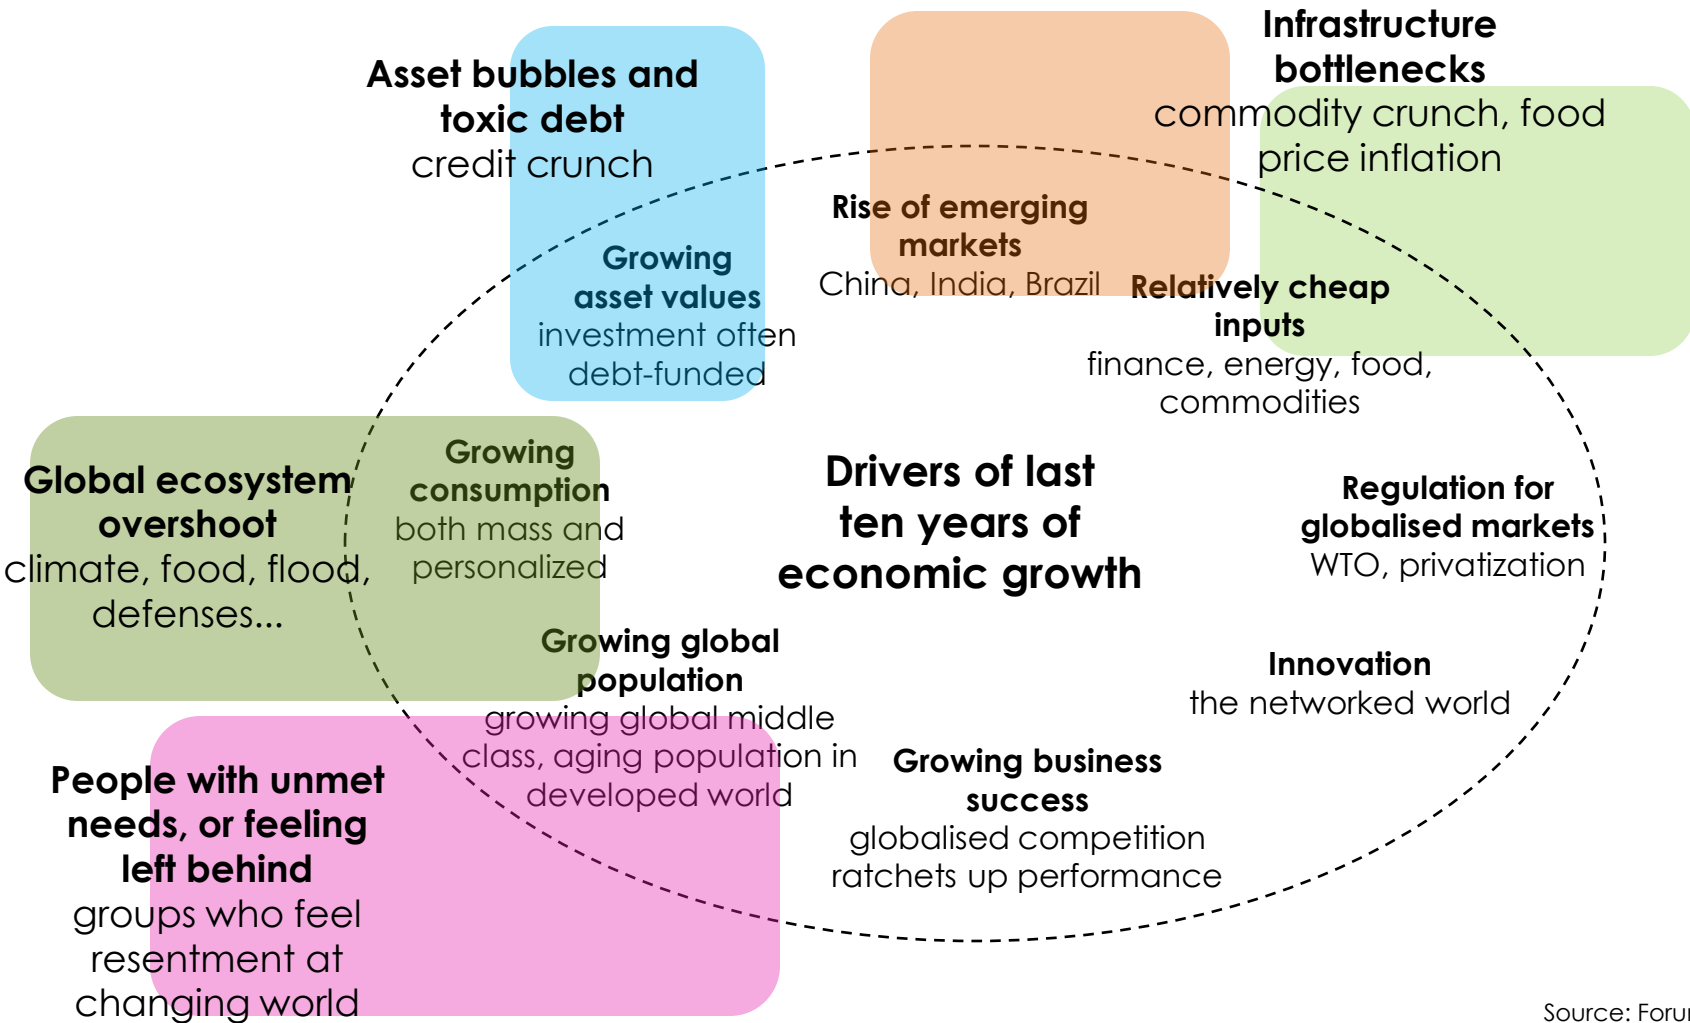 Asset bubbles and
toxic debt
credit crunch
Infrastructure
bottlenecks
commodity crunch, food
price inflation
Rise of emerging
markets
China, India, Brazil
Growing
asset values
investment often
debt-funded
Relatively cheap
inputs
finance, energy, food,
commodities
Global ecosystem
overshoot
climate, food, flood,
defenses...
Growing
consumption
both mass and
personalized
Drivers of last
ten years of
economic growth
Regulation for
globalised markets
WTO, privatization
Growing global
population
growing global middle
class, aging population in
developed world
Innovation
the networked world
People with unmet
needs, or feeling
left behind
groups who feel
resentment at
changing world
Growing business
success
globalised competition
ratchets up performance
Source: